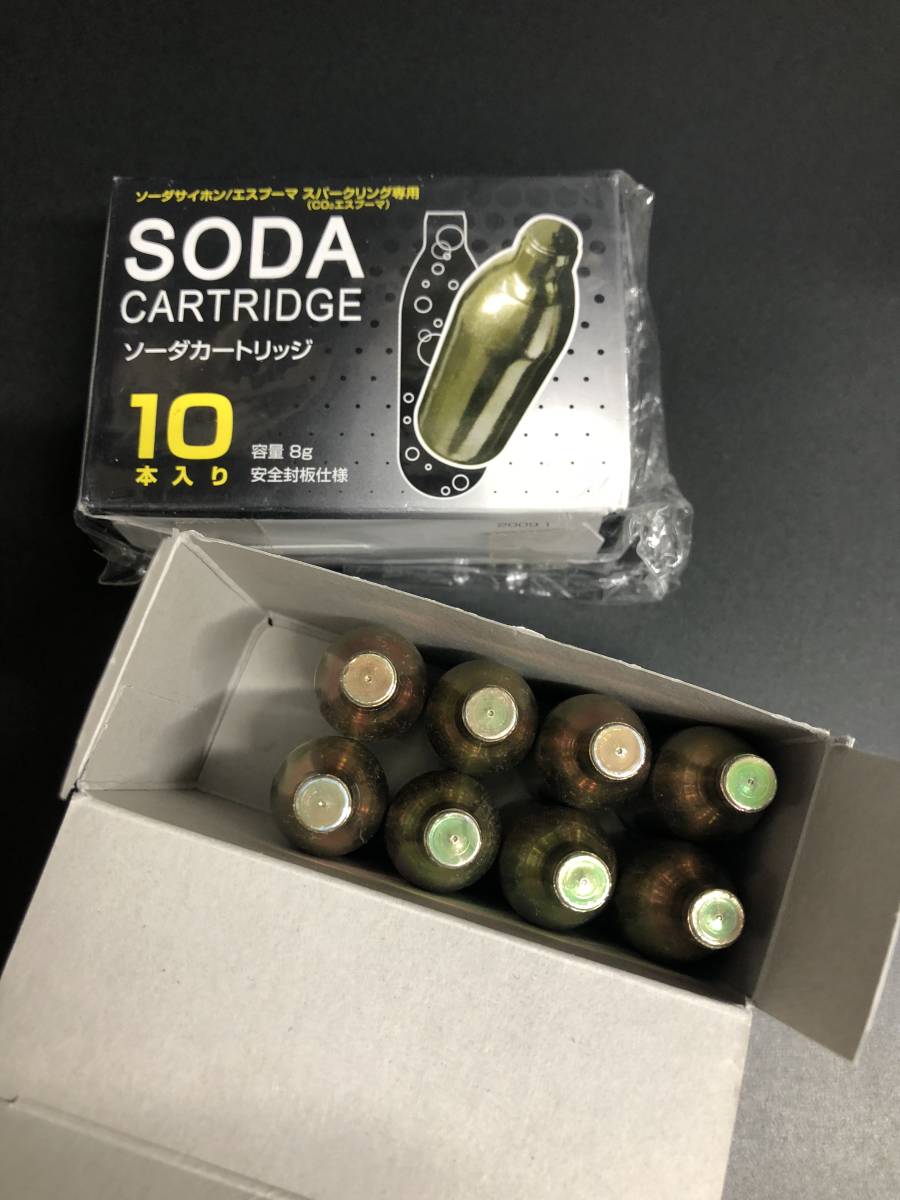 ソーダサイホン/エスプーマ スパークリング専用
(CO₂エスプーマ)
SODA
CARTRIDGE
ソーダカートリッジ
10
本入り
容量 8g
安全封板仕様
20091